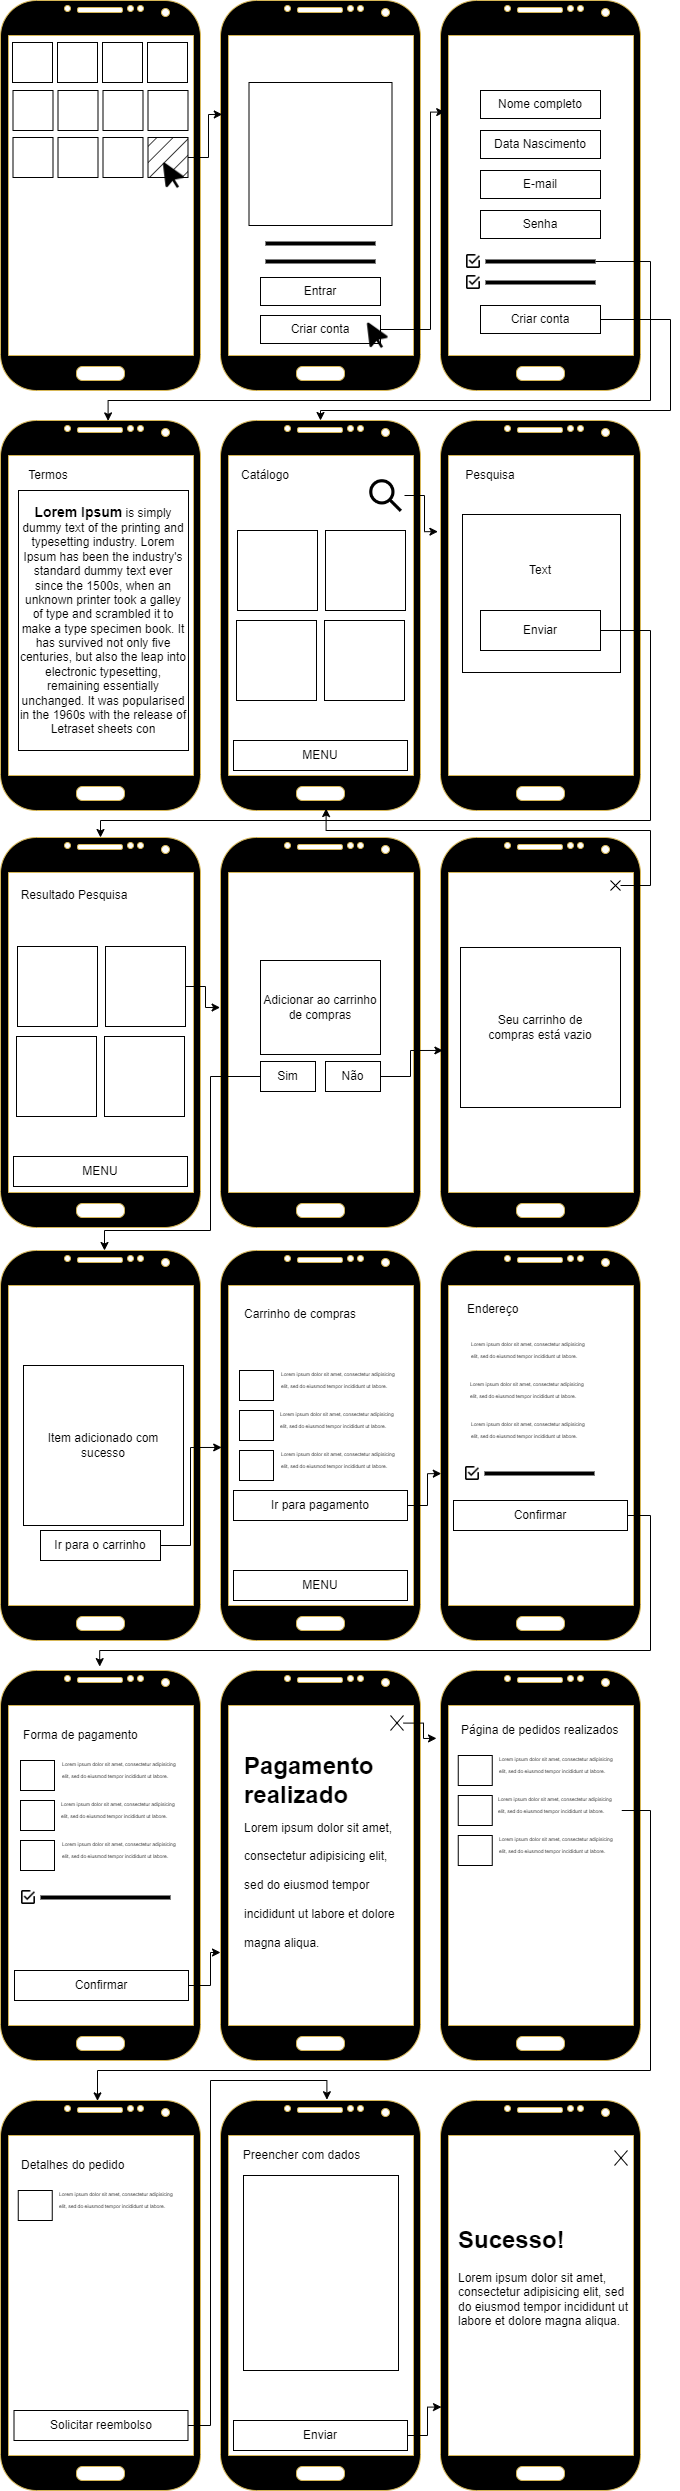 Entrar
Criar conta
Nome completo
Data Nascimento
E-mail
Senha
Criar conta
Termos
Lorem Ipsum is simply
dummy text of the printing and
typesetting industry. Lorem
Ipsum has been the industry's
standard dummy text ever
since the 1500s, when an
unknown printer took a galley
of type and scrambled it to
make a type specimen book. It
has survived not only five
centuries, but also the leap into
electronic typesetting,
remaining essentially
unchanged. It was popularised
in the 1960s with the release of
Letraset sheets con
Catálogo
MENU
Pesquisa
Text
Enviar
Resultado Pesquisa
MENU
Adicionar ao carrinho
de compras
Sim
Não
Seu carrinho de
compras está vazio
Item adicionado com
sucesso
Ir para o carrinho
Carrinho de compras
Lorem ipsum dolor sit amet, consectetur adipisicing
elit, sed do eiusmod tempor incididunt ut labore.
Lorem ipsum dolor sit amet, consectetur adipisicing
elit, sed do eiusmod tempor incididunt ut labore.
Lorem ipsum dolor sit amet, consectetur adipisicing
elit, sed do eiusmod tempor incididunt ut labore.
Ir para pagamento
MENU
Endereço
Lorem ipsum dolor sit amet, consectetur adipisicing
elit, sed do eiusmod tempor incididunt ut labore.
Lorem ipsum dolor sit amet, consectetur adipisicing
elit, sed do eiusmod tempor incididunt ut labore.
Lorem ipsum dolor sit amet, consectetur adipisicing
elit, sed do eiusmod tempor incididunt ut labore.
Confirmar
Forma de pagamento
Lorem ipsum dolor sit amet, consectetur adipisicing
elit, sed do eiusmod tempor incididunt ut labore.
Lorem ipsum dolor sit amet, consectetur adipisicing
elit, sed do eiusmod tempor incididunt ut labore.
Lorem ipsum dolor sit amet, consectetur adipisicing
elit, sed do eiusmod tempor incididunt ut labore.
Confirmar
Pagamento
realizado
Lorem ipsum dolor sit amet,
consectetur adipisicing elit,
sed do eiusmod tempor
incididunt ut labore et dolore
magna aliqua.
Página de pedidos realizados
Lorem ipsum dolor sit amet, consectetur adipisicing
elit, sed do eiusmod tempor incididunt ut labore.
Lorem ipsum dolor sit amet, consectetur adipisicing
elit, sed do eiusmod tempor incididunt ut labore.
Lorem ipsum dolor sit amet, consectetur adipisicing
elit, sed do eiusmod tempor incididunt ut labore.
Detalhes do pedido
Lorem ipsum dolor sit amet, consectetur adipisicing
elit, sed do eiusmod tempor incididunt ut labore.
Solicitar reembolso
Preencher com dados
Enviar
Sucesso!
Lorem ipsum dolor sit amet,
consectetur adipisicing elit, sed
do eiusmod tempor incididunt ut
labore et dolore magna aliqua.